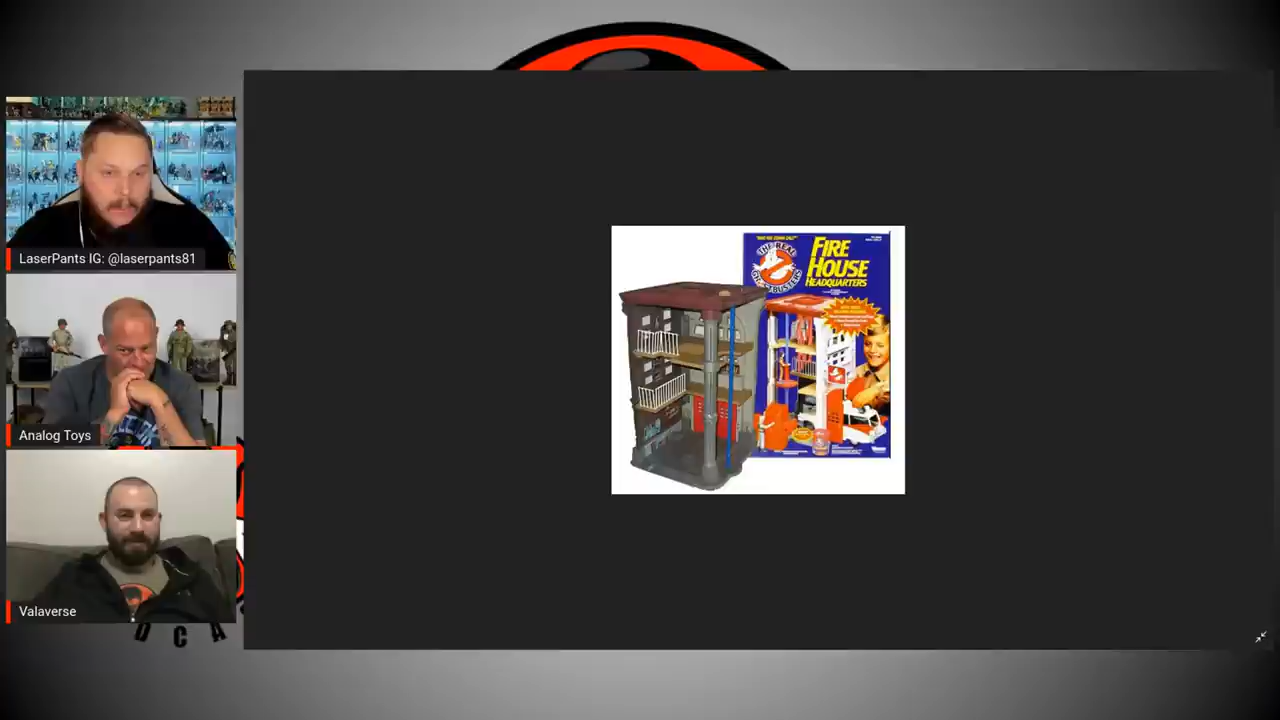 LaserPants IG: @laserpants81
Analog Toys
Valaverse
D C A
THE REAL
GHOSTBUSTERS
FIRE
HOUSE
HEADQUARTERS